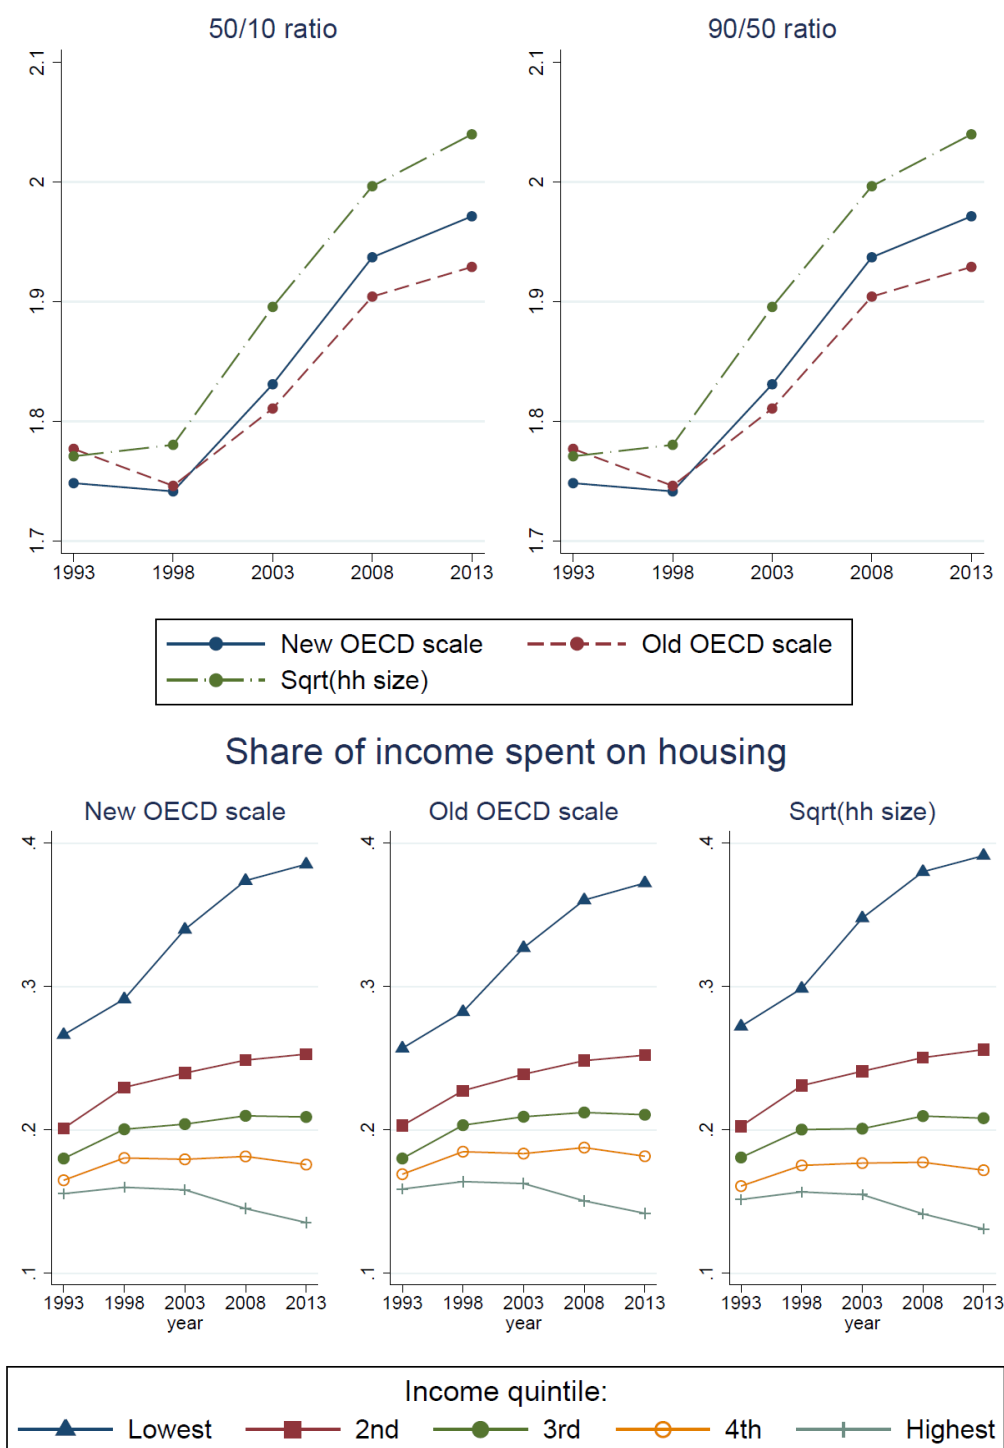 50/10 ratio 90/50 ratio
2.1 2.1
2 2
1.9 1.9
1.8 1.8
1.7 1.7
1993 1998 2003 2008 2013 1993 1998 2003 2008 2013
New OECD scale Old OECD scale
Sqrt(hh size)
Share of income spent on housing
New OECD scale Old OECD scale Sqrt(hh size)
.4 .4 .4
.3 .3 .3
.2 .2 .2
.1 .1 .1
1993 1998 2003 2008 2013 1993 1998 2003 2008 2013 1993 1998 2003 2008 2013
year year year
Income quintile:
Lowest 2nd 3rd 4th Highest